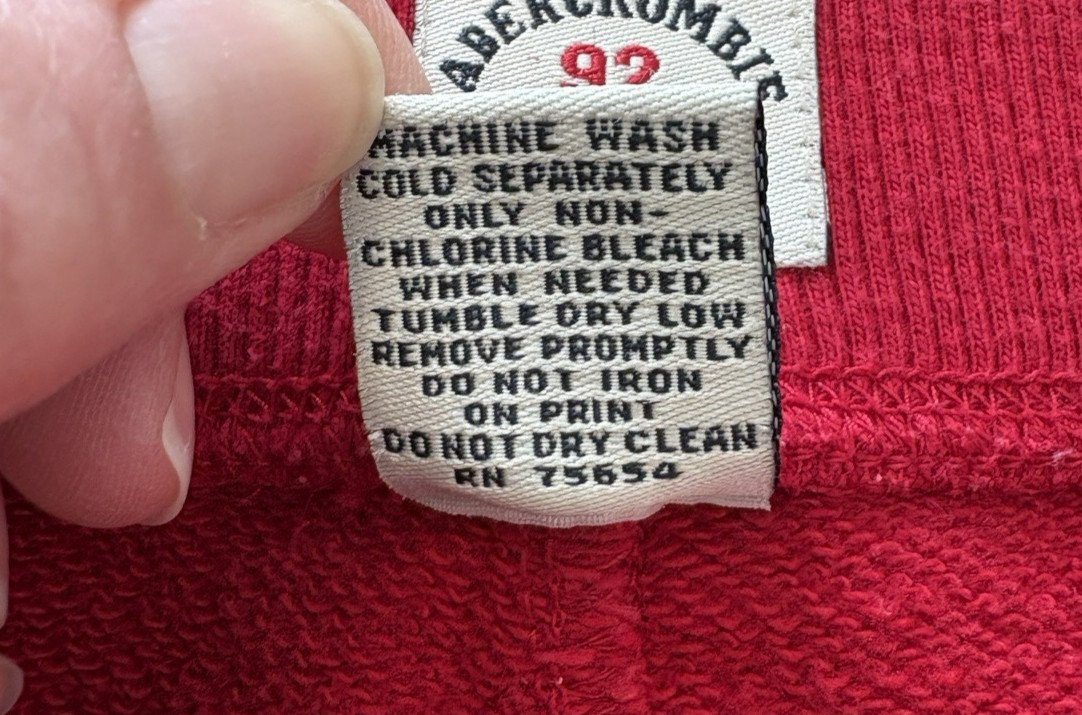 ABERCROMBIE
92
MACHINE WASH
COLD SEPARATELY
ONLY NON-
CHLORINE BLEACH
WHEN NEEDED
TUMBLE DRY LOW
REMOVE PROMPTLY
DO NOT IRON
ON PRINT
DO NOT DRY CLEAN
RN 75654